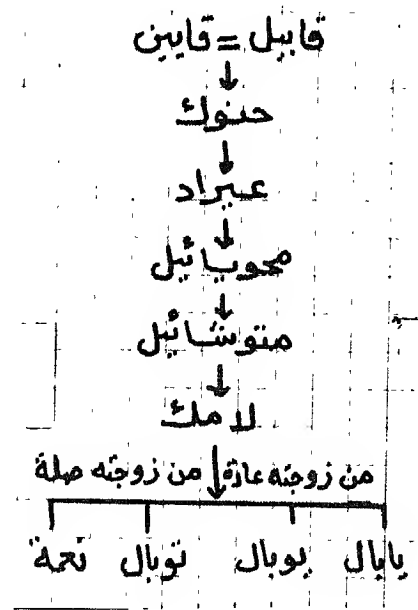 قابيل = قايين
حنوك
عيراد
محويائيل
متوشائيل
لامك
من زوجته عادة من زوجته صلة
يابال يوبال توبال نعمة